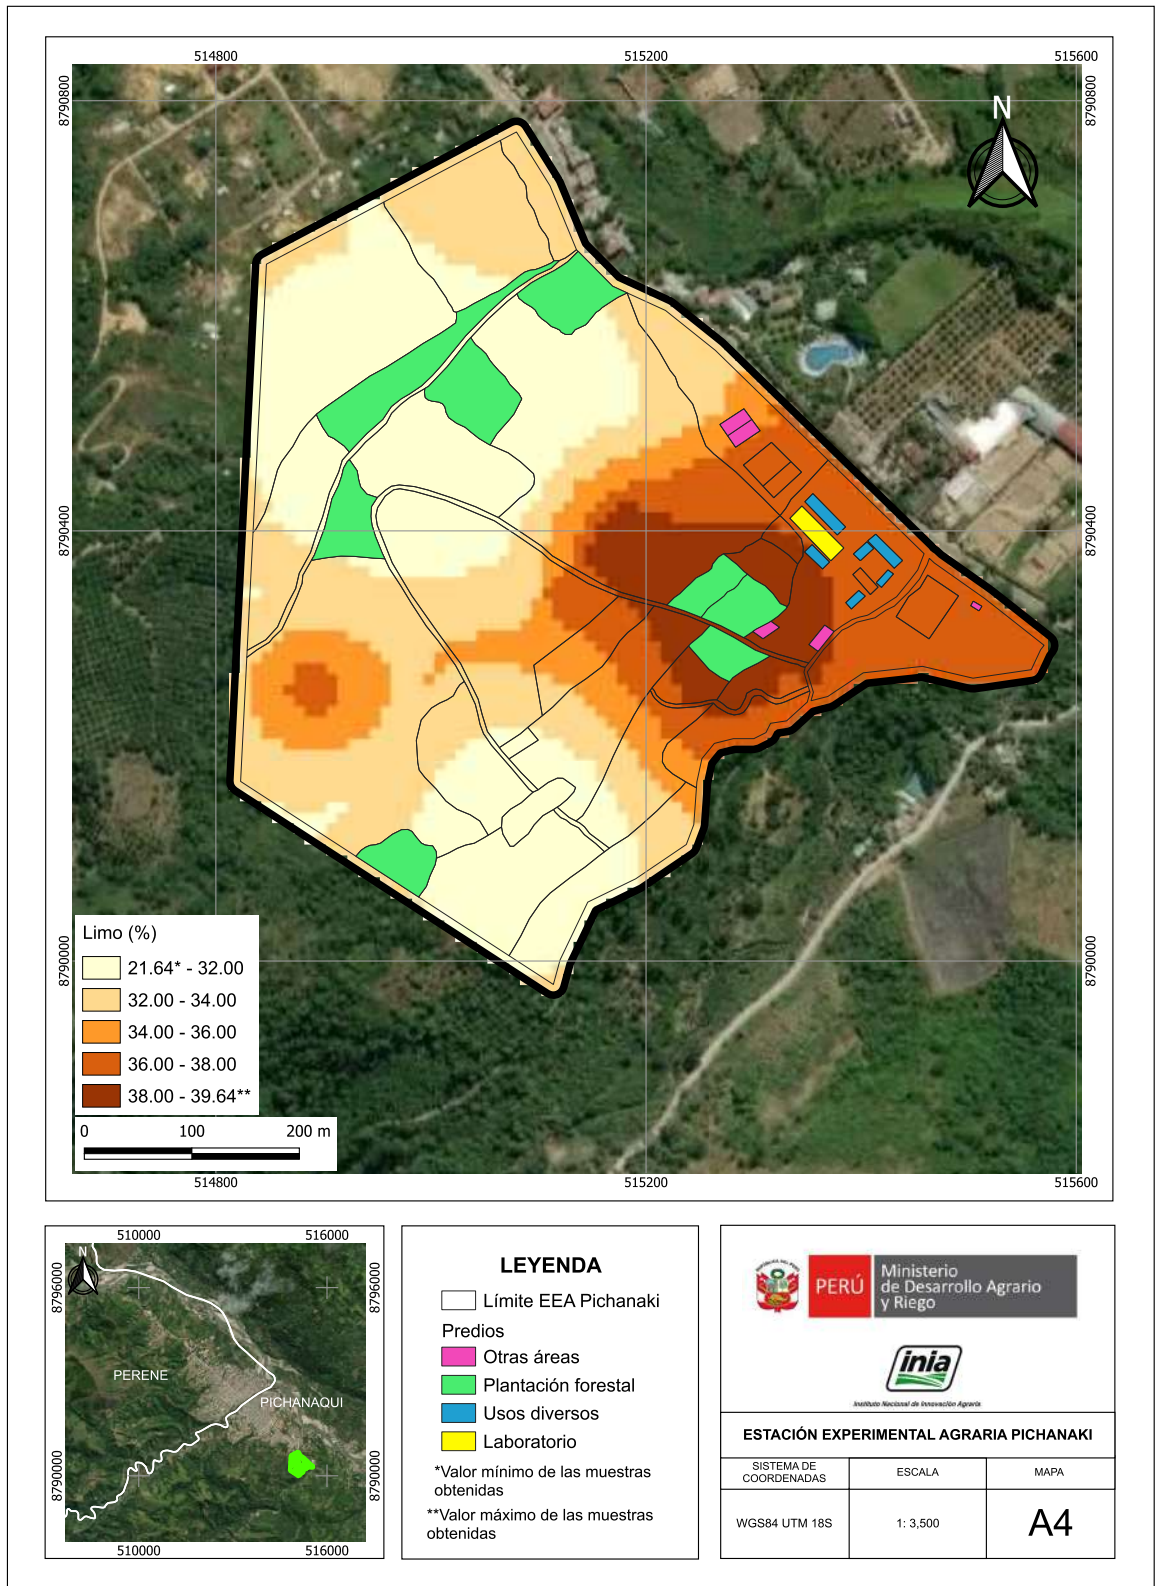 514800
515200
515600
8790800
8790800
N
8790400
8790400
8790000
8790000
Limo (%)
21.64* - 32.00
32.00 - 34.00
34.00 - 36.00
36.00 - 38.00
38.00 - 39.64**
0 100 200 m
514800
515200
515600
510000
516000
N
8796000
8796000
PERENE
PICHANAQUI
8790000
8790000
510000
516000
LEYENDA
Límite EEA Pichanaki
Predios
Otras áreas
Plantación forestal
Usos diversos
Laboratorio
*Valor mínimo de las muestras
obtenidas
**Valor máximo de las muestras
obtenidas
REPÚBLICA DEL PERÚ
PERÚ
Ministerio
de Desarrollo Agrario
y Riego
inia
Instituto Nacional de Innovación Agraria
ESTACIÓN EXPERIMENTAL AGRARIA PICHANAKI
SISTEMA DE
COORDENADAS
ESCALA
MAPA
WGS84 UTM 18S
1: 3,500
A4